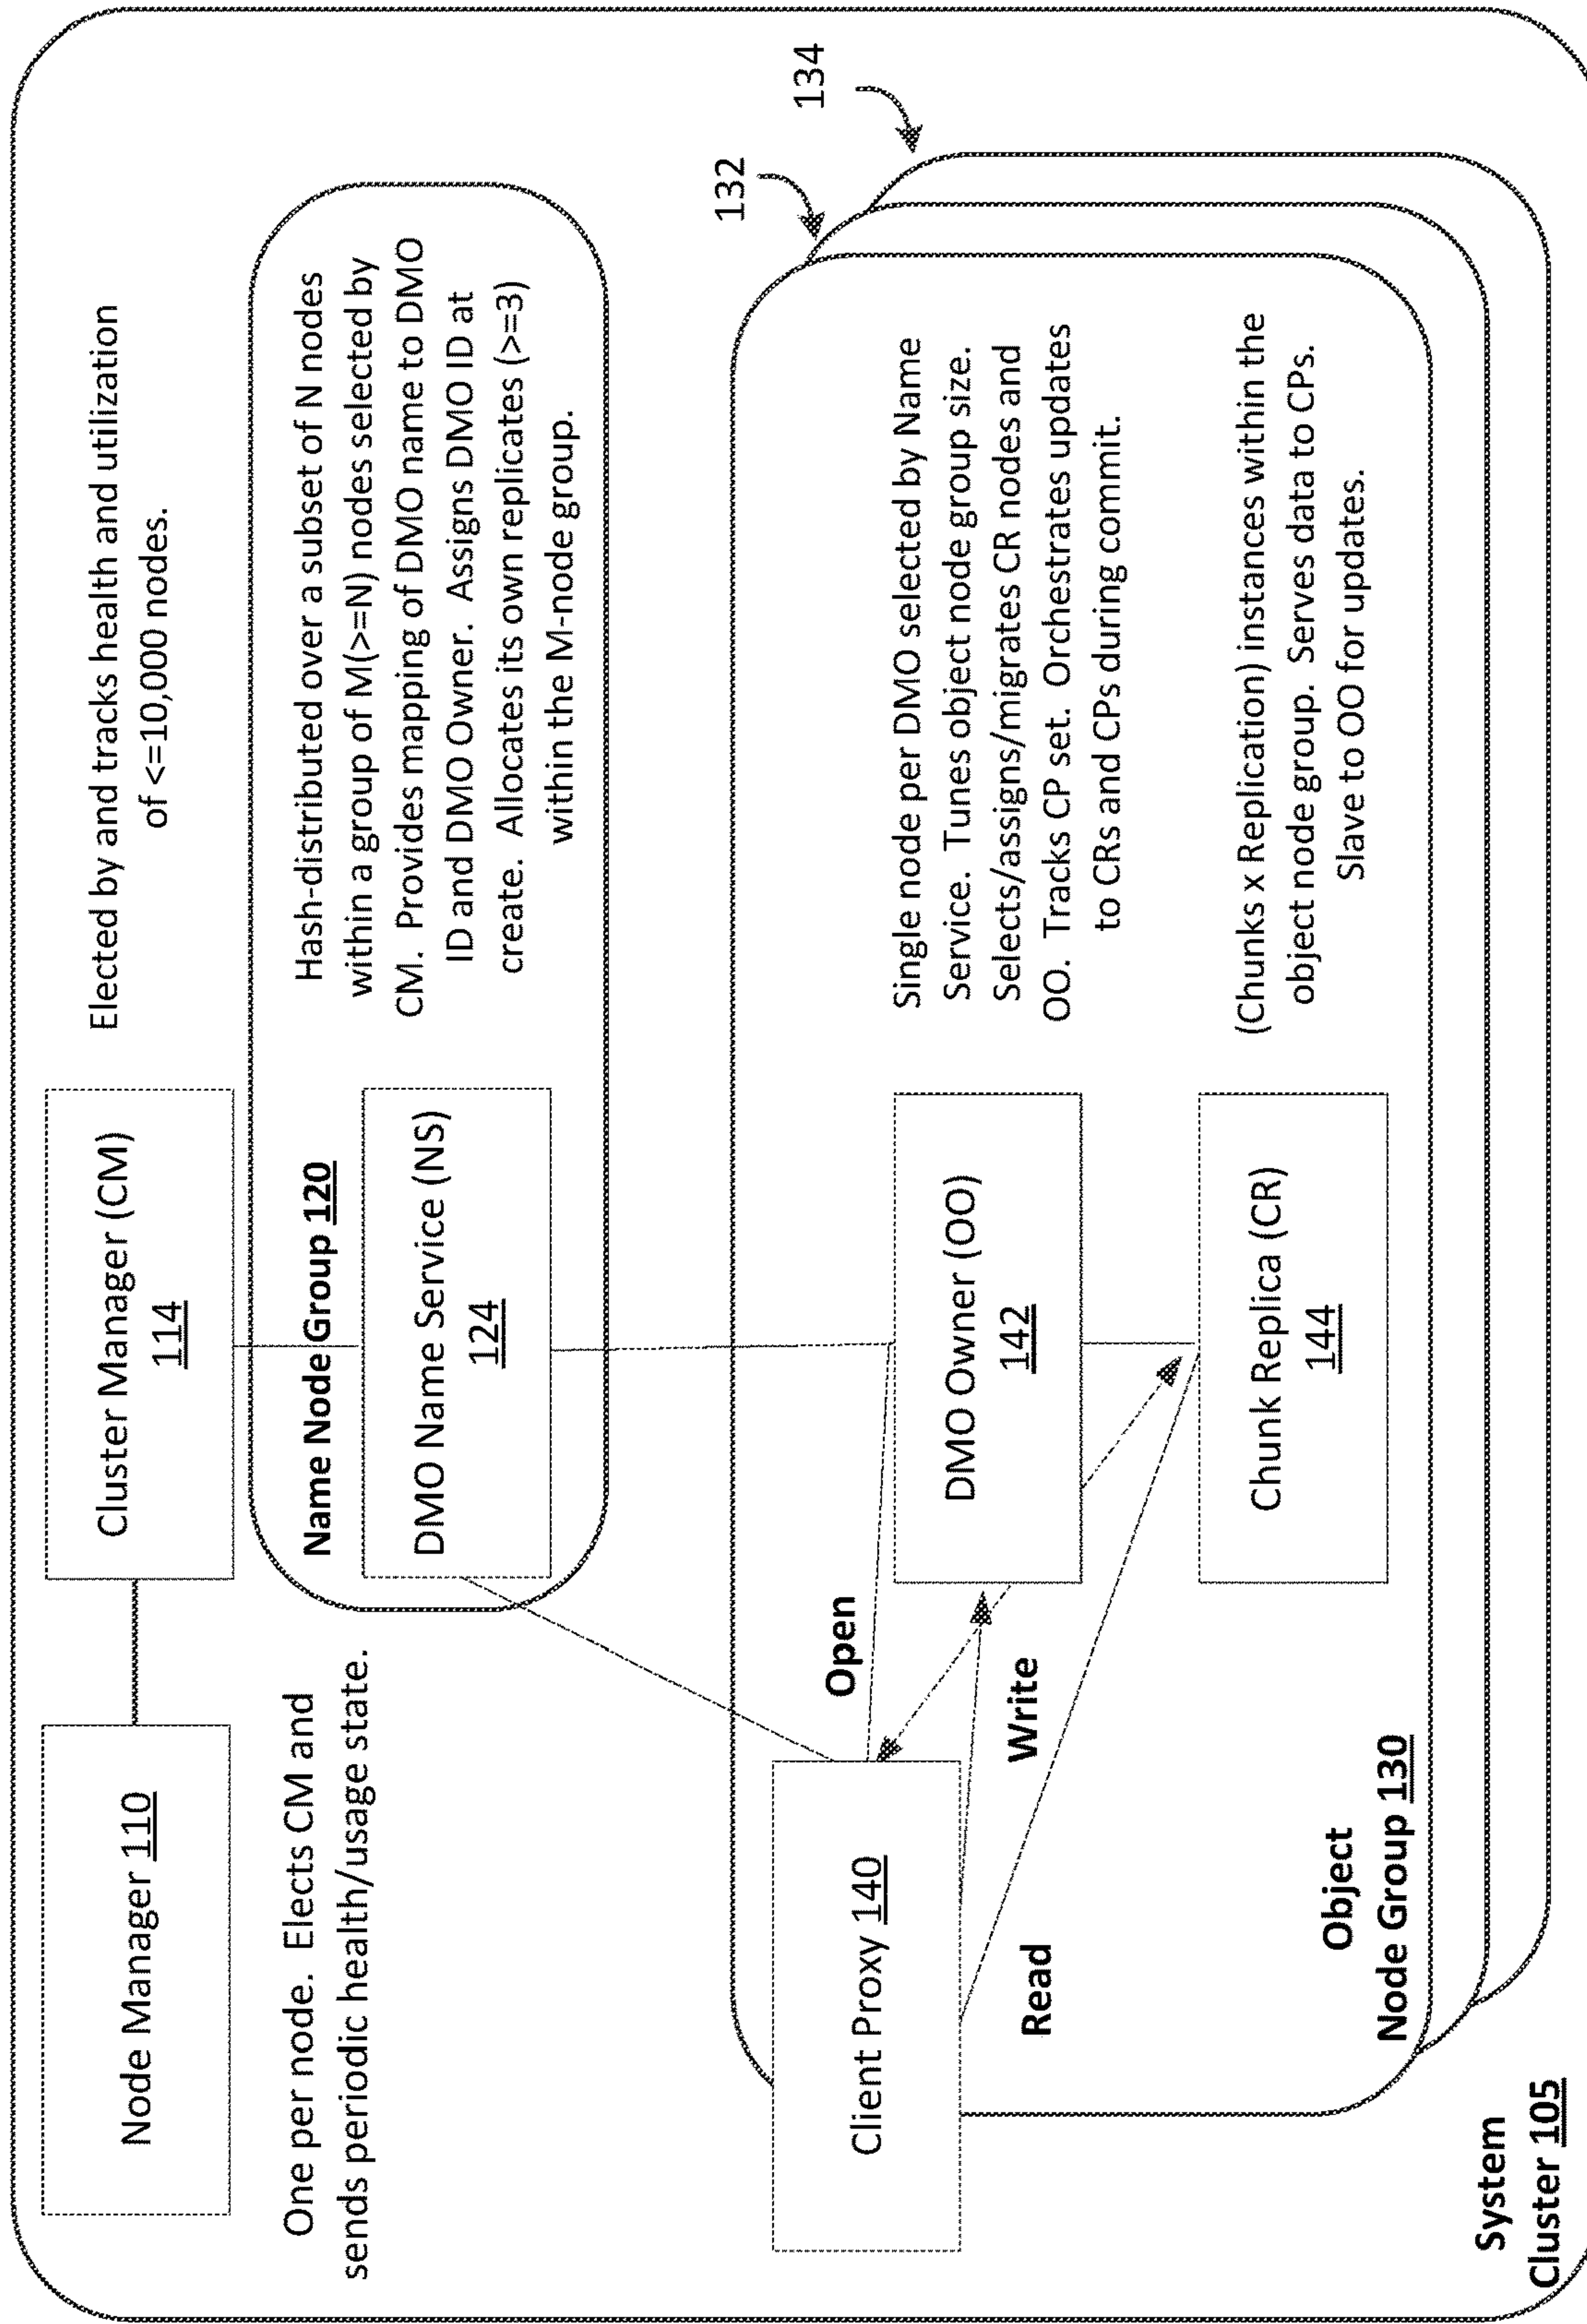 Node Manager 110
Cluster Manager (CM)
114
Elected by and tracks health and utilization
of <=10,000 nodes.
One per node. Elects CM and
sends periodic health/usage state.
Name Node Group 120
DMO Name Service (NS)
124
Hash-distributed over a subset of N nodes
within a group of M(>=N) nodes selected by
CM. Provides mapping of DMO name to DMO
ID and DMO Owner. Assigns DMO ID at
create. Allocates its own replicates (>=3)
within the M-node group.
132
134
Client Proxy 140
Open
Write
Read
DMO Owner (OO)
142
Single node per DMO selected by Name
Service. Tunes object node group size.
Selects/assigns/migrates CR nodes and
OO. Tracks CP set. Orchestrates updates
to CRs and CPs during commit.
Chunk Replica (CR)
144
(Chunks x Replication) instances within the
object node group. Serves data to CPs.
Slave to OO for updates.
Object
Node Group 130
System
Cluster 105